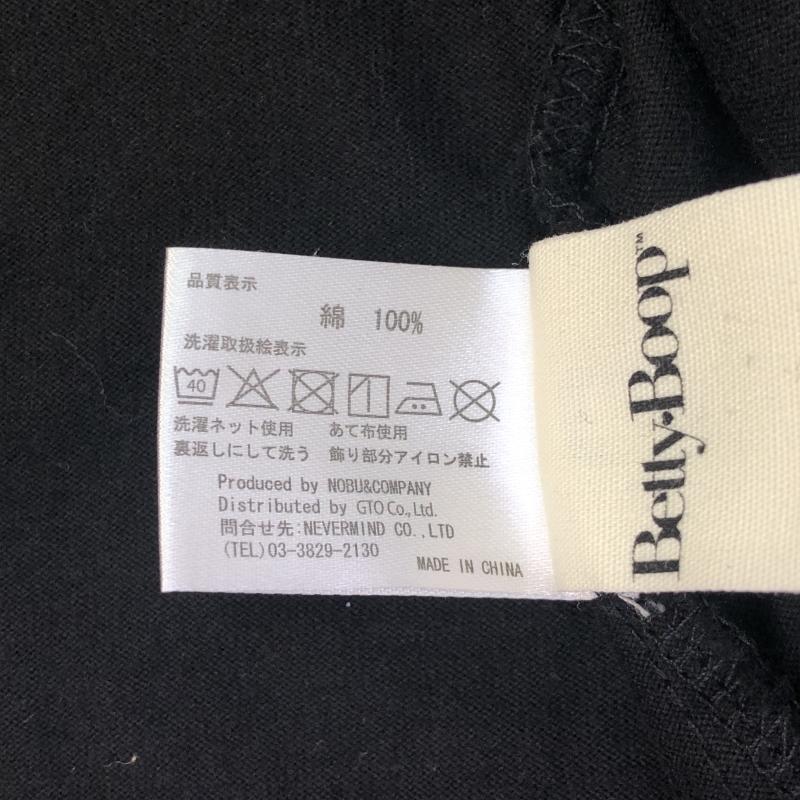 品質表示
綿 100%
洗濯取扱絵表示
40
洗濯ネット使用 あて布使用
裏返しにして洗う 飾り部分アイロン禁止
Produced by NOBU&COMPANY
Distributed by GTO Co., Ltd.
問合せ先:NEVERMIND CO.,LTD
(TEL)03-3829-2130
MADE IN CHINA
Betty Boop™